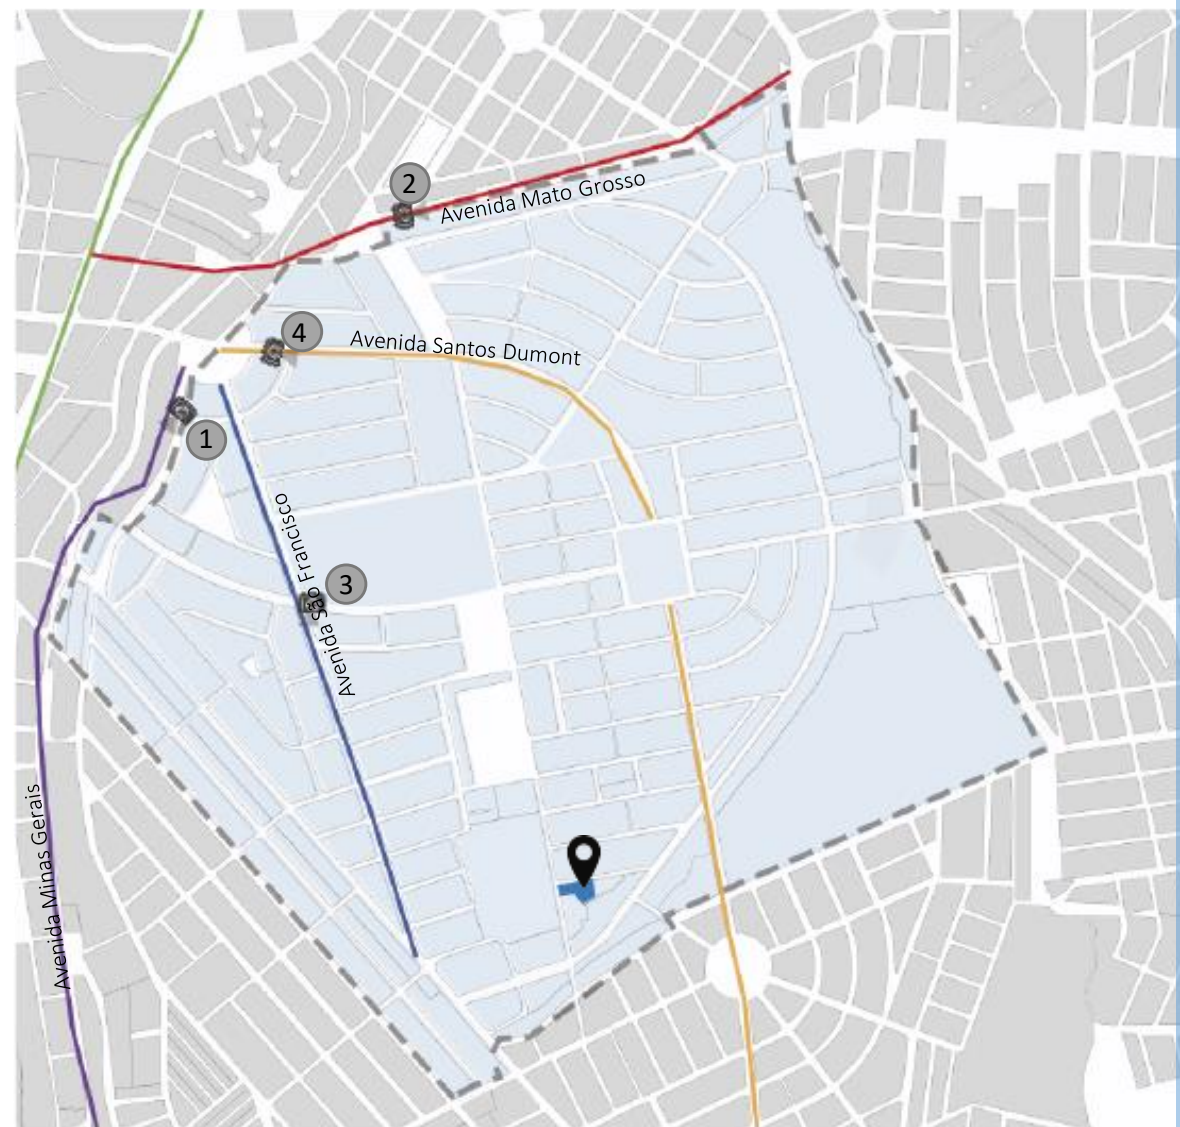 2
Avenida Mato Grosso
4
Avenida Santos Dumont
1
Avenida São Francisco
3
Avenida Minas Gerais